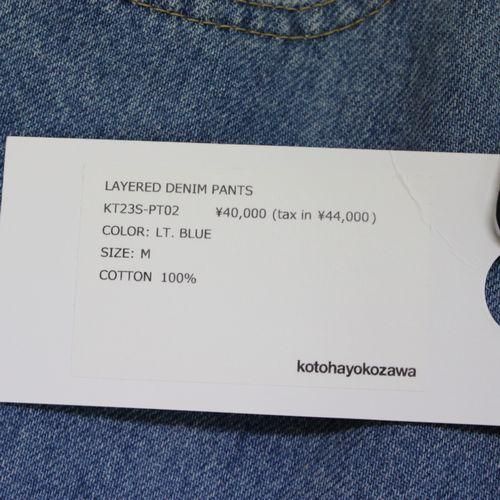 LAYERED DENIM PANTS
KT23S-PT02 ¥40,000 (tax in ¥44,000)
COLOR: LT. BLUE
SIZE: M
COTTON 100%
kotohayokozawa